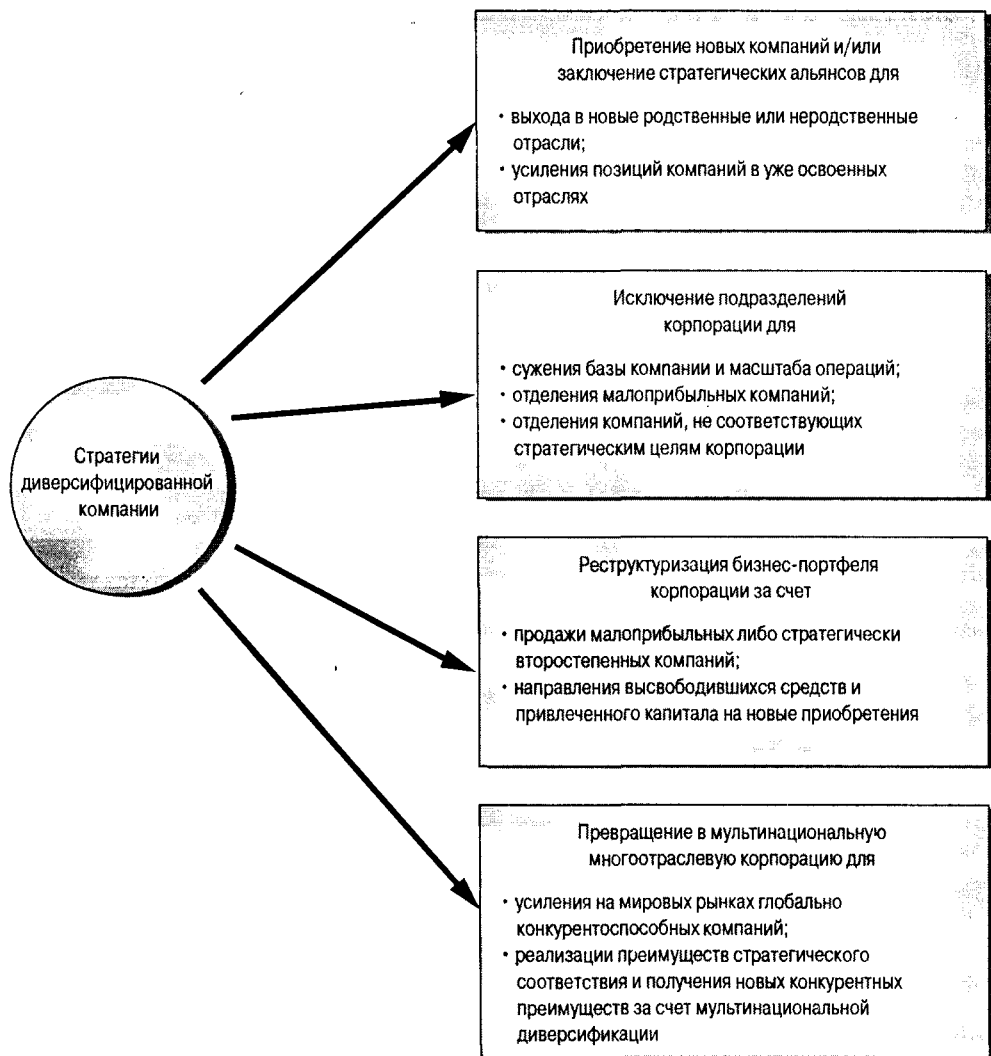 Приобретение новых компаний и/или
заключение стратегических альянсов для
• выхода в новые родственные или неродственные
отрасли;
• усиления позиций компаний в уже освоенных
отраслях
Исключение подразделений
корпорации для
• сужения базы компании и масштаба операций;
• отделения малоприбыльных компаний;
• отделения компаний, не соответствующих
стратегическим целям корпорации
Стратегии
диверсифицированной
компании
Реструктуризация бизнес-портфеля
корпорации за счет
• продажи малоприбыльных либо стратегически
второстепенных компаний;
• направления высвободившихся средств и
привлеченного капитала на новые приобретения
Превращение в мультинациональную
многоотраслевую корпорацию для
• усиления на мировых рынках глобально
конкурентоспособных компаний;
• реализации преимуществ стратегического
соответствия и получения новых конкурентных
преимуществ за счет мультинациональной
диверсификации